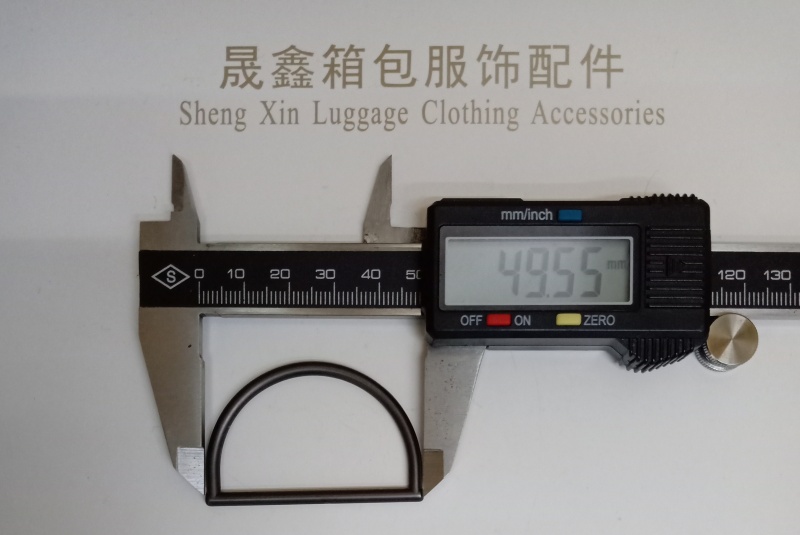 晟鑫箱包服饰配件
Sheng Xin Luggage Clothing Accessories
mm/inch
49.55 mm
S 0 10 20 30 40 50 120 130
OFF ON ZERO